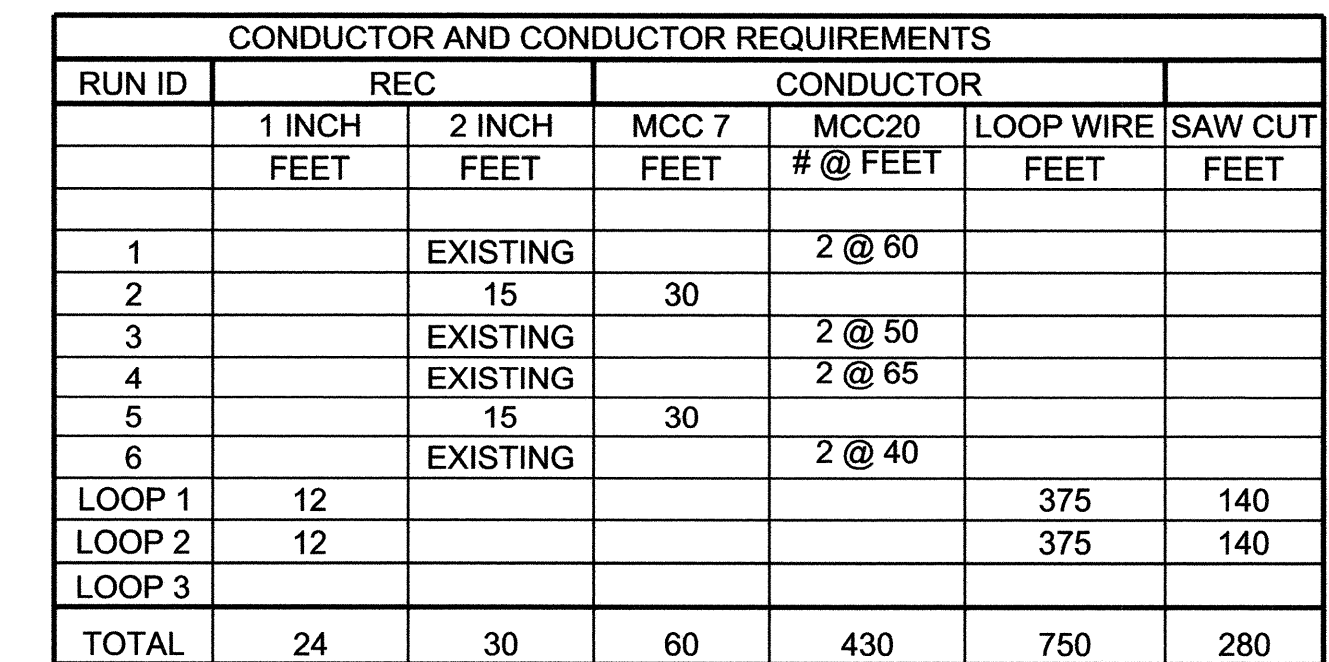 CONDUCTOR AND CONDUCTOR REQUIREMENTS
RUN ID REC CONDUCTOR
1 INCH 2 INCH MCC 7 MCC20 LOOP WIRE SAW CUT
FEET FEET FEET # @ FEET FEET FEET
1 EXISTING 2 @ 60
2 15 30
3 EXISTING 2 @ 50
4 EXISTING 2 @ 65
5 15 30
6 EXISTING 2 @ 40
LOOP 1 12 375 140
LOOP 2 12 375 140
LOOP 3
TOTAL 24 30 60 430 750 280